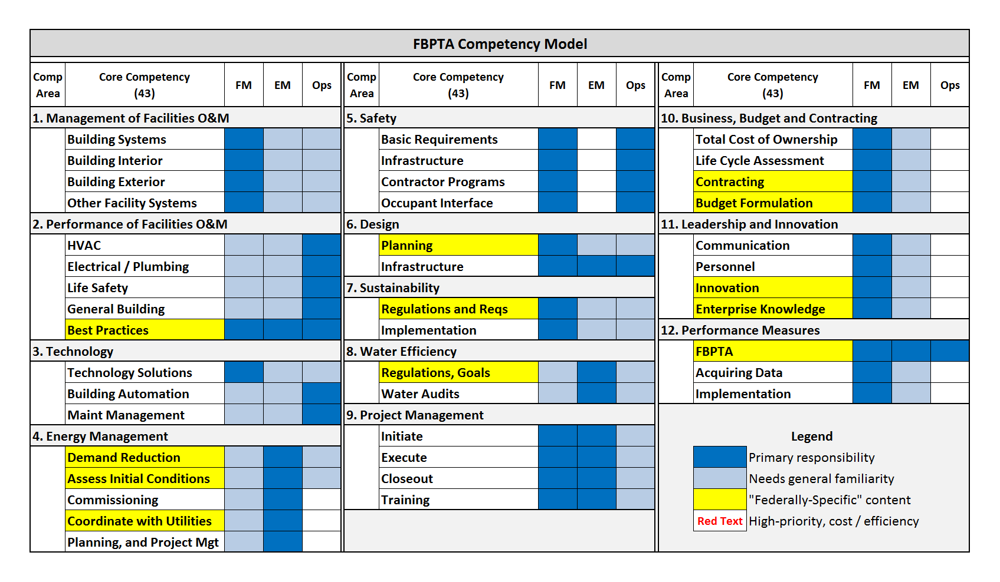 FBPTA Competency Model
Comp Area Core Competency (43) FM EM Ops
1. Management of Facilities O&M
Building Systems
Building Interior
Building Exterior
Other Facility Systems
2. Performance of Facilities O&M
HVAC
Electrical / Plumbing
Life Safety
General Building
Best Practices
3. Technology
Technology Solutions
Building Automation
Maint Management
4. Energy Management
Demand Reduction
Assess Initial Conditions
Commissioning
Coordinate with Utilities
Planning, and Project Mgt
Comp Area Core Competency (43) FM EM Ops
5. Safety
Basic Requirements
Infrastructure
Contractor Programs
Occupant Interface
6. Design
Planning
Infrastructure
7. Sustainability
Regulations and Reqs
Implementation
8. Water Efficiency
Regulations, Goals
Water Audits
9. Project Management
Initiate
Execute
Closeout
Training
Comp Area Core Competency (43) FM EM Ops
10. Business, Budget and Contracting
Total Cost of Ownership
Life Cycle Assessment
Contracting
Budget Formulation
11. Leadership and Innovation
Communication
Personnel
Innovation
Enterprise Knowledge
12. Performance Measures
FBPTA
Acquiring Data
Implementation
Legend
Primary responsibility
Needs general familiarity
"Federally-Specific" content
Red Text High-priority, cost / efficiency